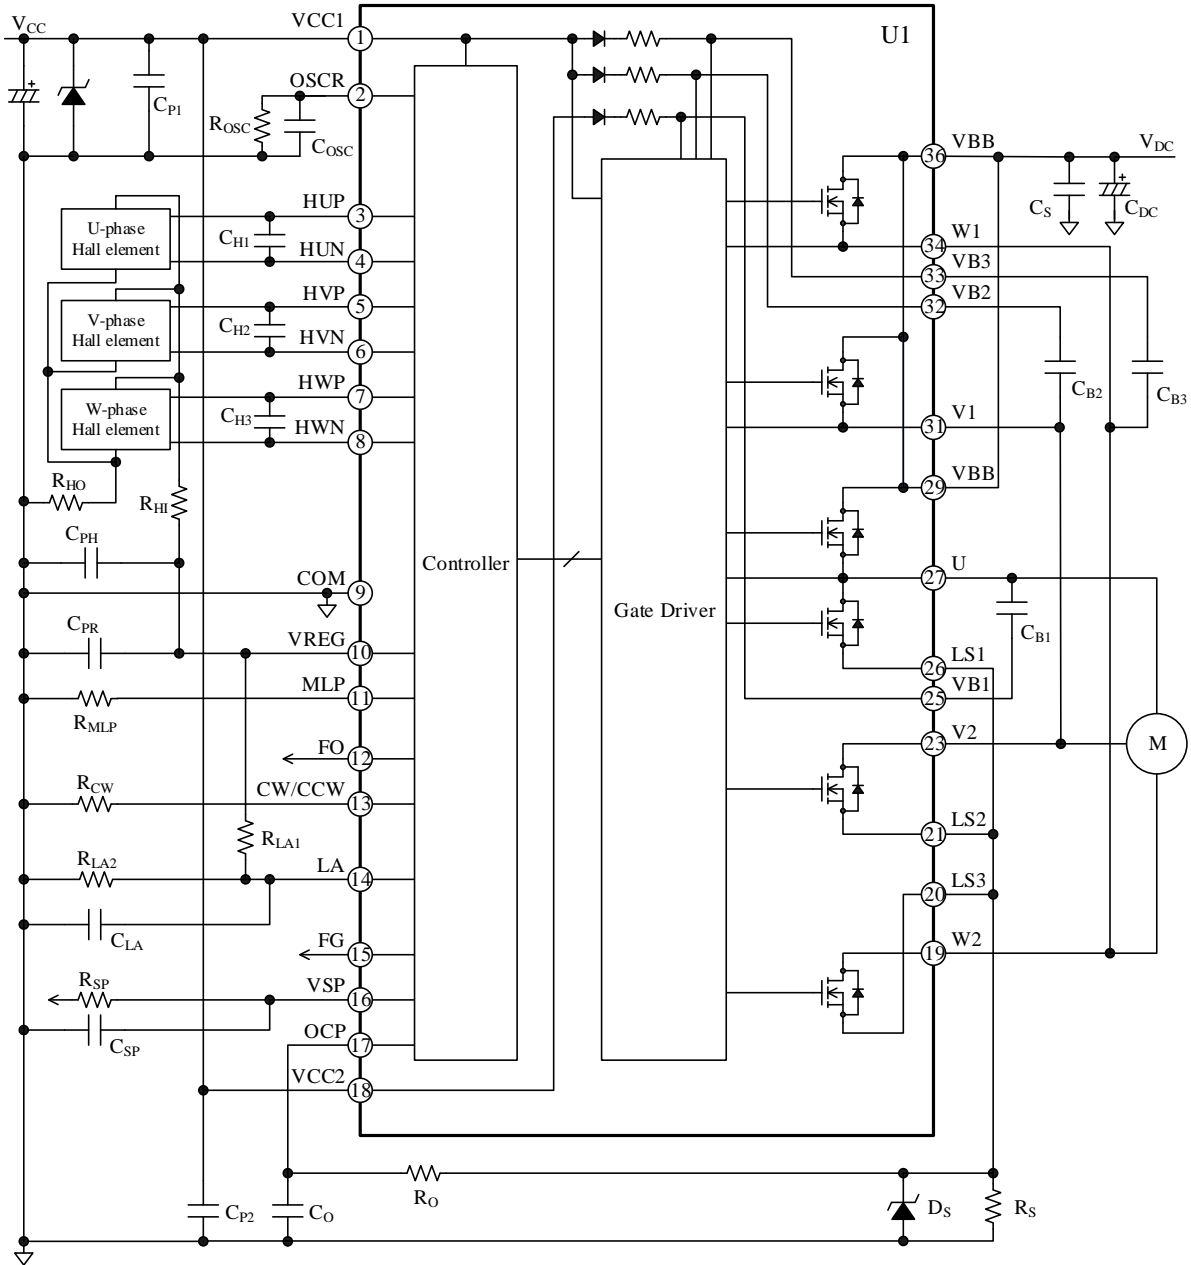 VCC
VCC1
1
U1
OSCR
2
CP1
ROSC
COSC
36
VBB
VDC
CS
CDC
U-phase
Hall element
HUP
3
CH1
HUN
4
34
W1
33
VB3
32
VB2
V-phase
Hall element
HVP
5
CH2
HVN
6
CB2
CB3
W-phase
Hall element
HWP
7
CH3
HWN
8
31
V1
29
VBB
RHO
RHI
CPH
Controller
Gate Driver
COM
9
27
U
CB1
CPR
VREG
10
26
LS1
MLP
11
25
VB1
RMLP
FO
12
23
V2
M
RCW
CW/CCW
13
RLA1
21
LS2
RLA2
LA
14
20
LS3
CLA
FG
15
19
W2
RSP
VSP
16
CSP
OCP
17
VCC2
18
RO
CP2
CO
DS
RS